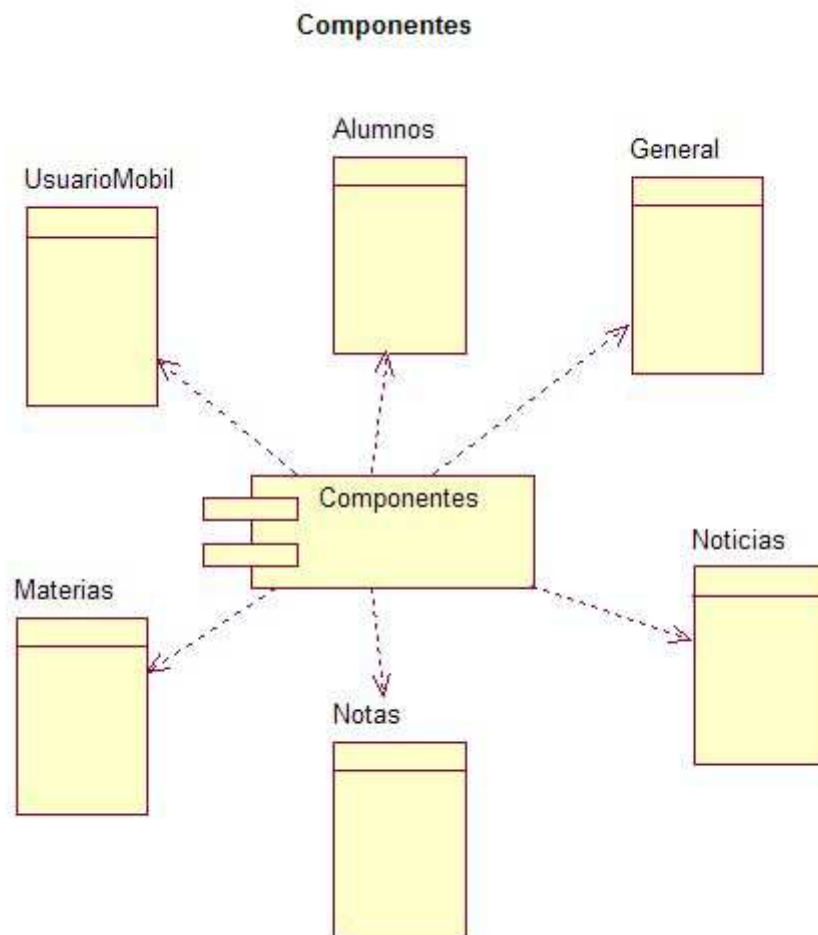 Componentes
Alumnos
General
UsuarioMobil
Componentes
Noticias
Materias
Notas